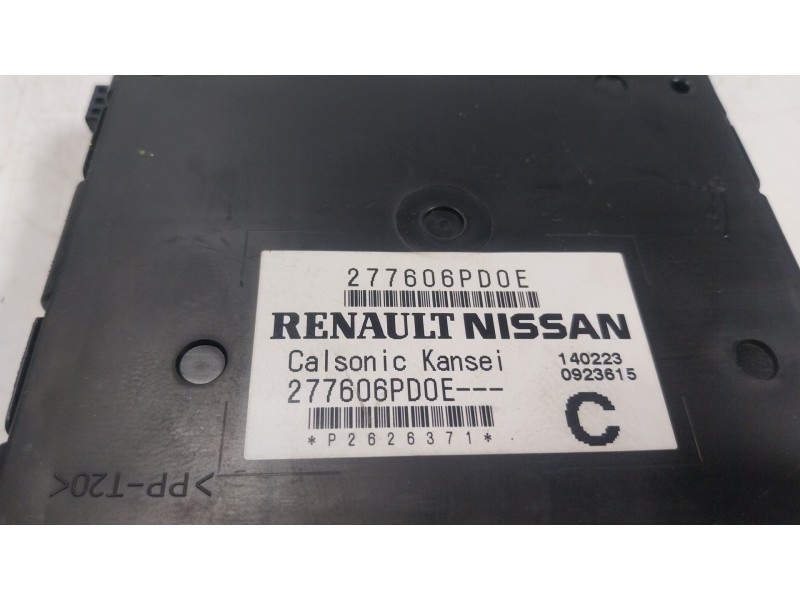 277606PD0E
RENAULT NISSAN
Calsonic Kansei 140223
277606PD0E--- 0923615
*P2626371* C
>PP-T20<